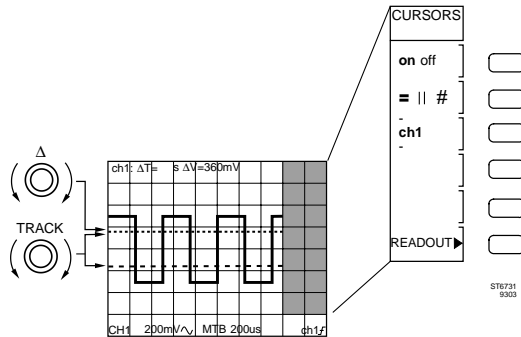 CURSORS
on off
= || #
ch1
READOUT
Δ
TRACK
ch1: ΔT= s ΔV=360mV
CH1 200mV MTB 200us ch1
ST6731
9303